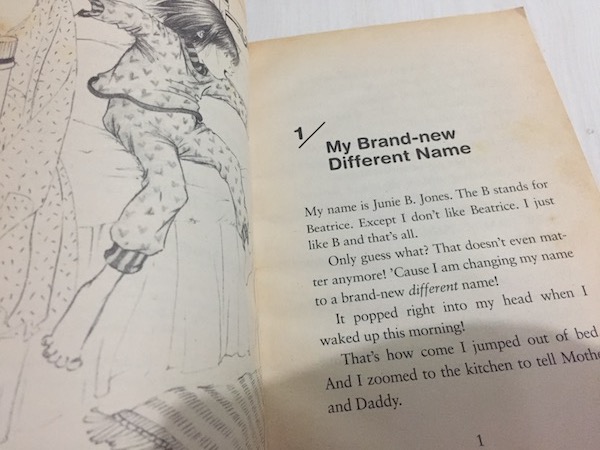 1/
My Brand-new
Different Name
My name is Junie B. Jones. The B stands for
Beatrice. Except I don't like Beatrice. I just
like B and that's all.
Only guess what? That doesn't even mat-
ter anymore! 'Cause I am changing my name
to a brand-new different name!
It popped right into my head when I
waked up this morning!
That's how come I jumped out of bed
And I zoomed to the kitchen to tell Mothe
and Daddy.
1